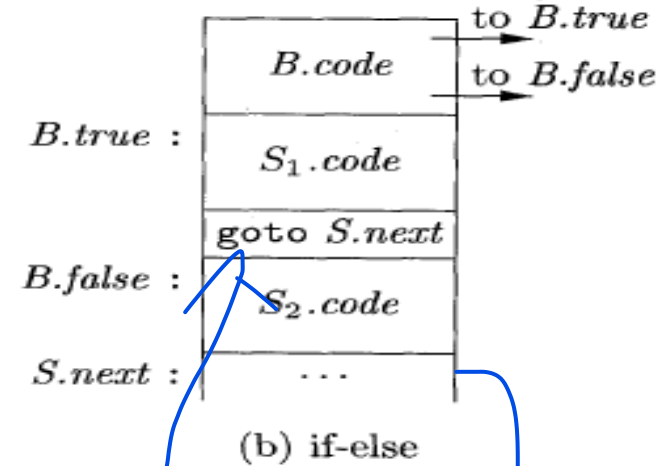 to B.true
B.code
to B.false
B.true :
S₁.code
goto S.next
B.false :
S₂.code
S.next :
...
(b) if-else